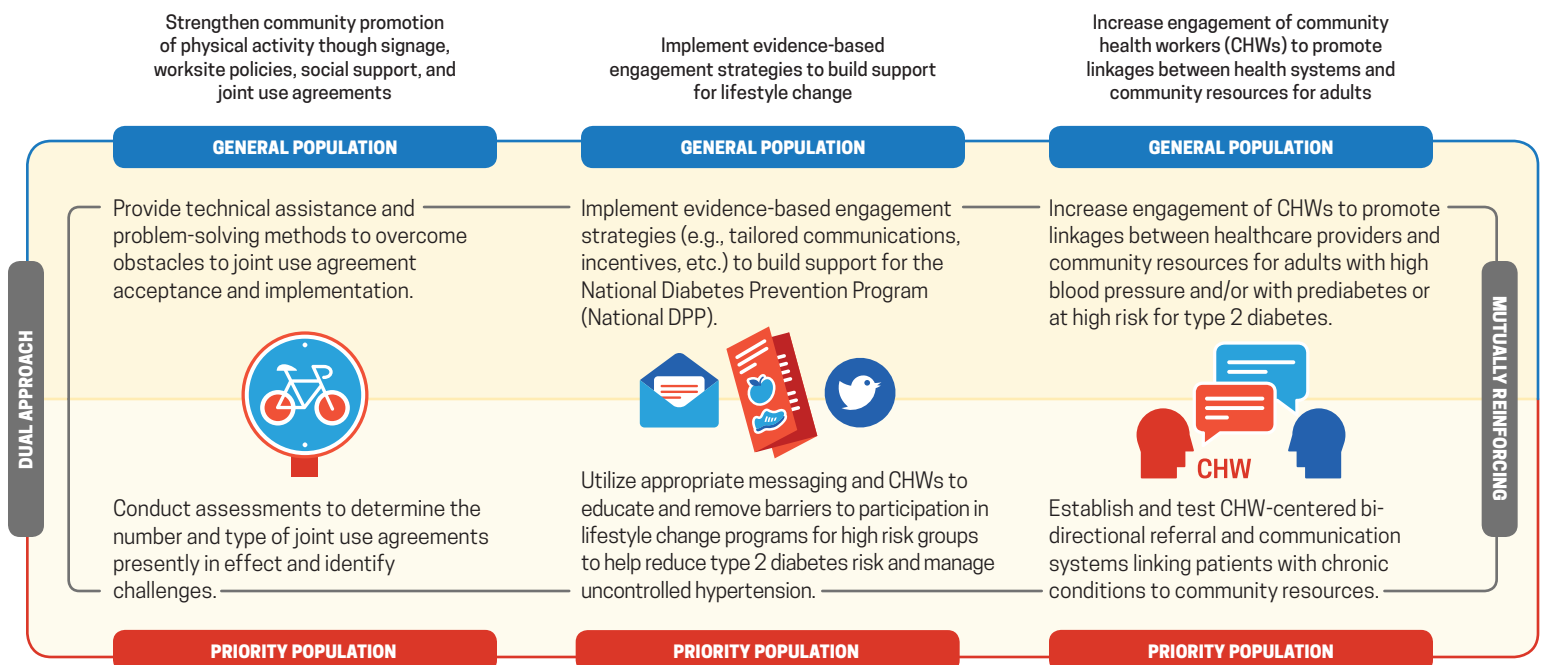 Strengthen community promotion
of physical activity though signage,
worksite policies, social support, and
joint use agreements
Implement evidence-based
engagement strategies to build support
for lifestyle change
Increase engagement of community
health workers (CHWs) to promote
linkages between health systems and
community resources for adults
GENERAL POPULATION
GENERAL POPULATION
GENERAL POPULATION
DUAL APPROACH
Provide technical assistance and
problem-solving methods to overcome
obstacles to joint use agreement
acceptance and implementation.
Implement evidence-based engagement
strategies (e.g., tailored communications,
incentives, etc.) to build support for the
National Diabetes Prevention Program
(National DPP).
Increase engagement of CHWs to promote
linkages between healthcare providers and
community resources for adults with high
blood pressure and/or with prediabetes or
at high risk for type 2 diabetes.
MUTUALLY REINFORCING
CHW
Conduct assessments to determine the
number and type of joint use agreements
presently in effect and identify
challenges.
Utilize appropriate messaging and CHWs to
educate and remove barriers to participation in
lifestyle change programs for high risk groups
to help reduce type 2 diabetes risk and manage
uncontrolled hypertension.
Establish and test CHW-centered bi-
directional referral and communication
systems linking patients with chronic
conditions to community resources.
PRIORITY POPULATION
PRIORITY POPULATION
PRIORITY POPULATION